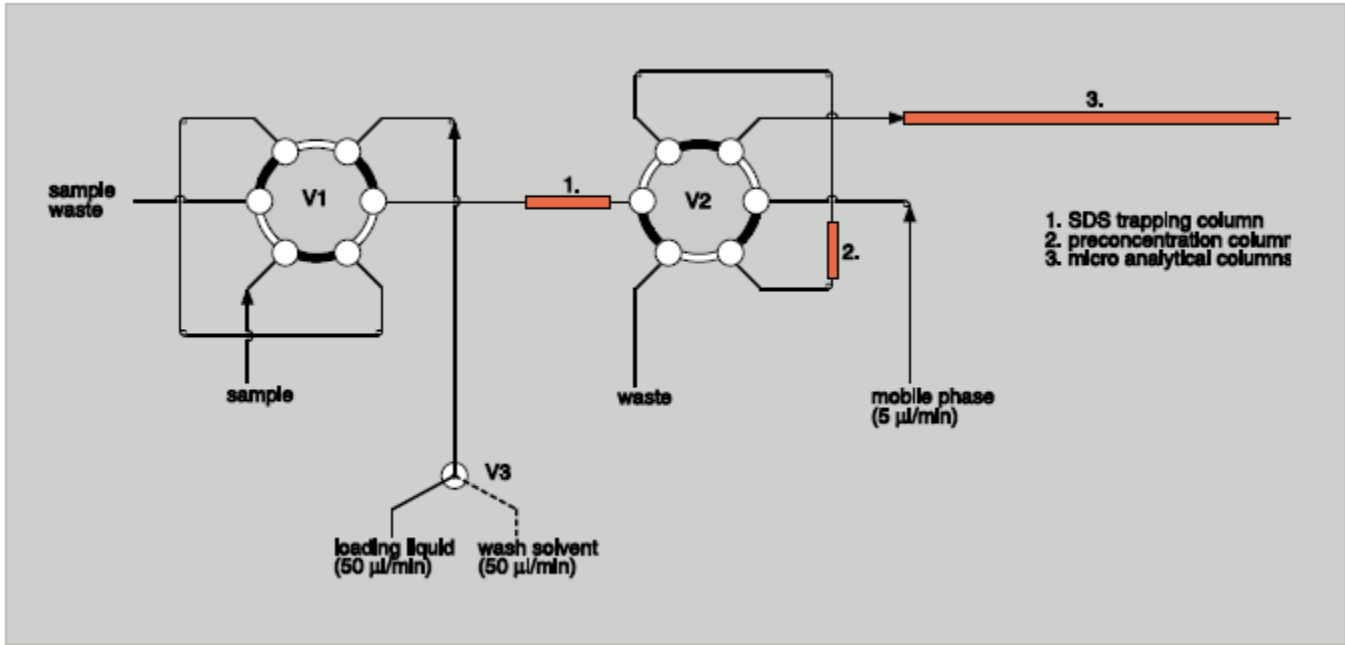 3.
sample
waste
V1
1.
V2
2.
1. SDS trapping column
2. preconcentration column
3. micro analytical columns
sample
waste
mobile phase
(5 µl/min)
V3
loading liquid
(50 µl/min)
wash solvent
(50 µl/min)